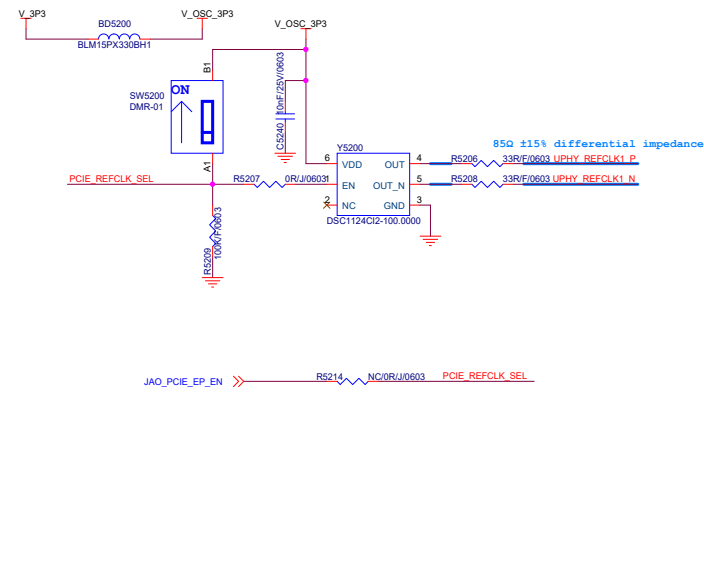 V_3P3
BD5200
V_OSC_3P3
BLM15PX330BH1
V_OSC_3P3
B1
ON
SW5200
DMR-01
C5240
10nF/25V/0603
A1
Y5200
85Ω ±15% differential impedance
6
VDD
OUT
4
R5206
33R/F/0603
UPHY_REFCLK1_P
PCIE_REFCLK_SEL
R5207
0R/J/0603
1
EN
OUT_N
5
R5208
33R/F/0603
UPHY_REFCLK1_N
2
NC
GND
3
DSC1124CI2-100.0000
R5209
100K/F/0603
JAO_PCIE_EP_EN
R5214
NC/0R/J/0603
PCIE_REFCLK_SEL